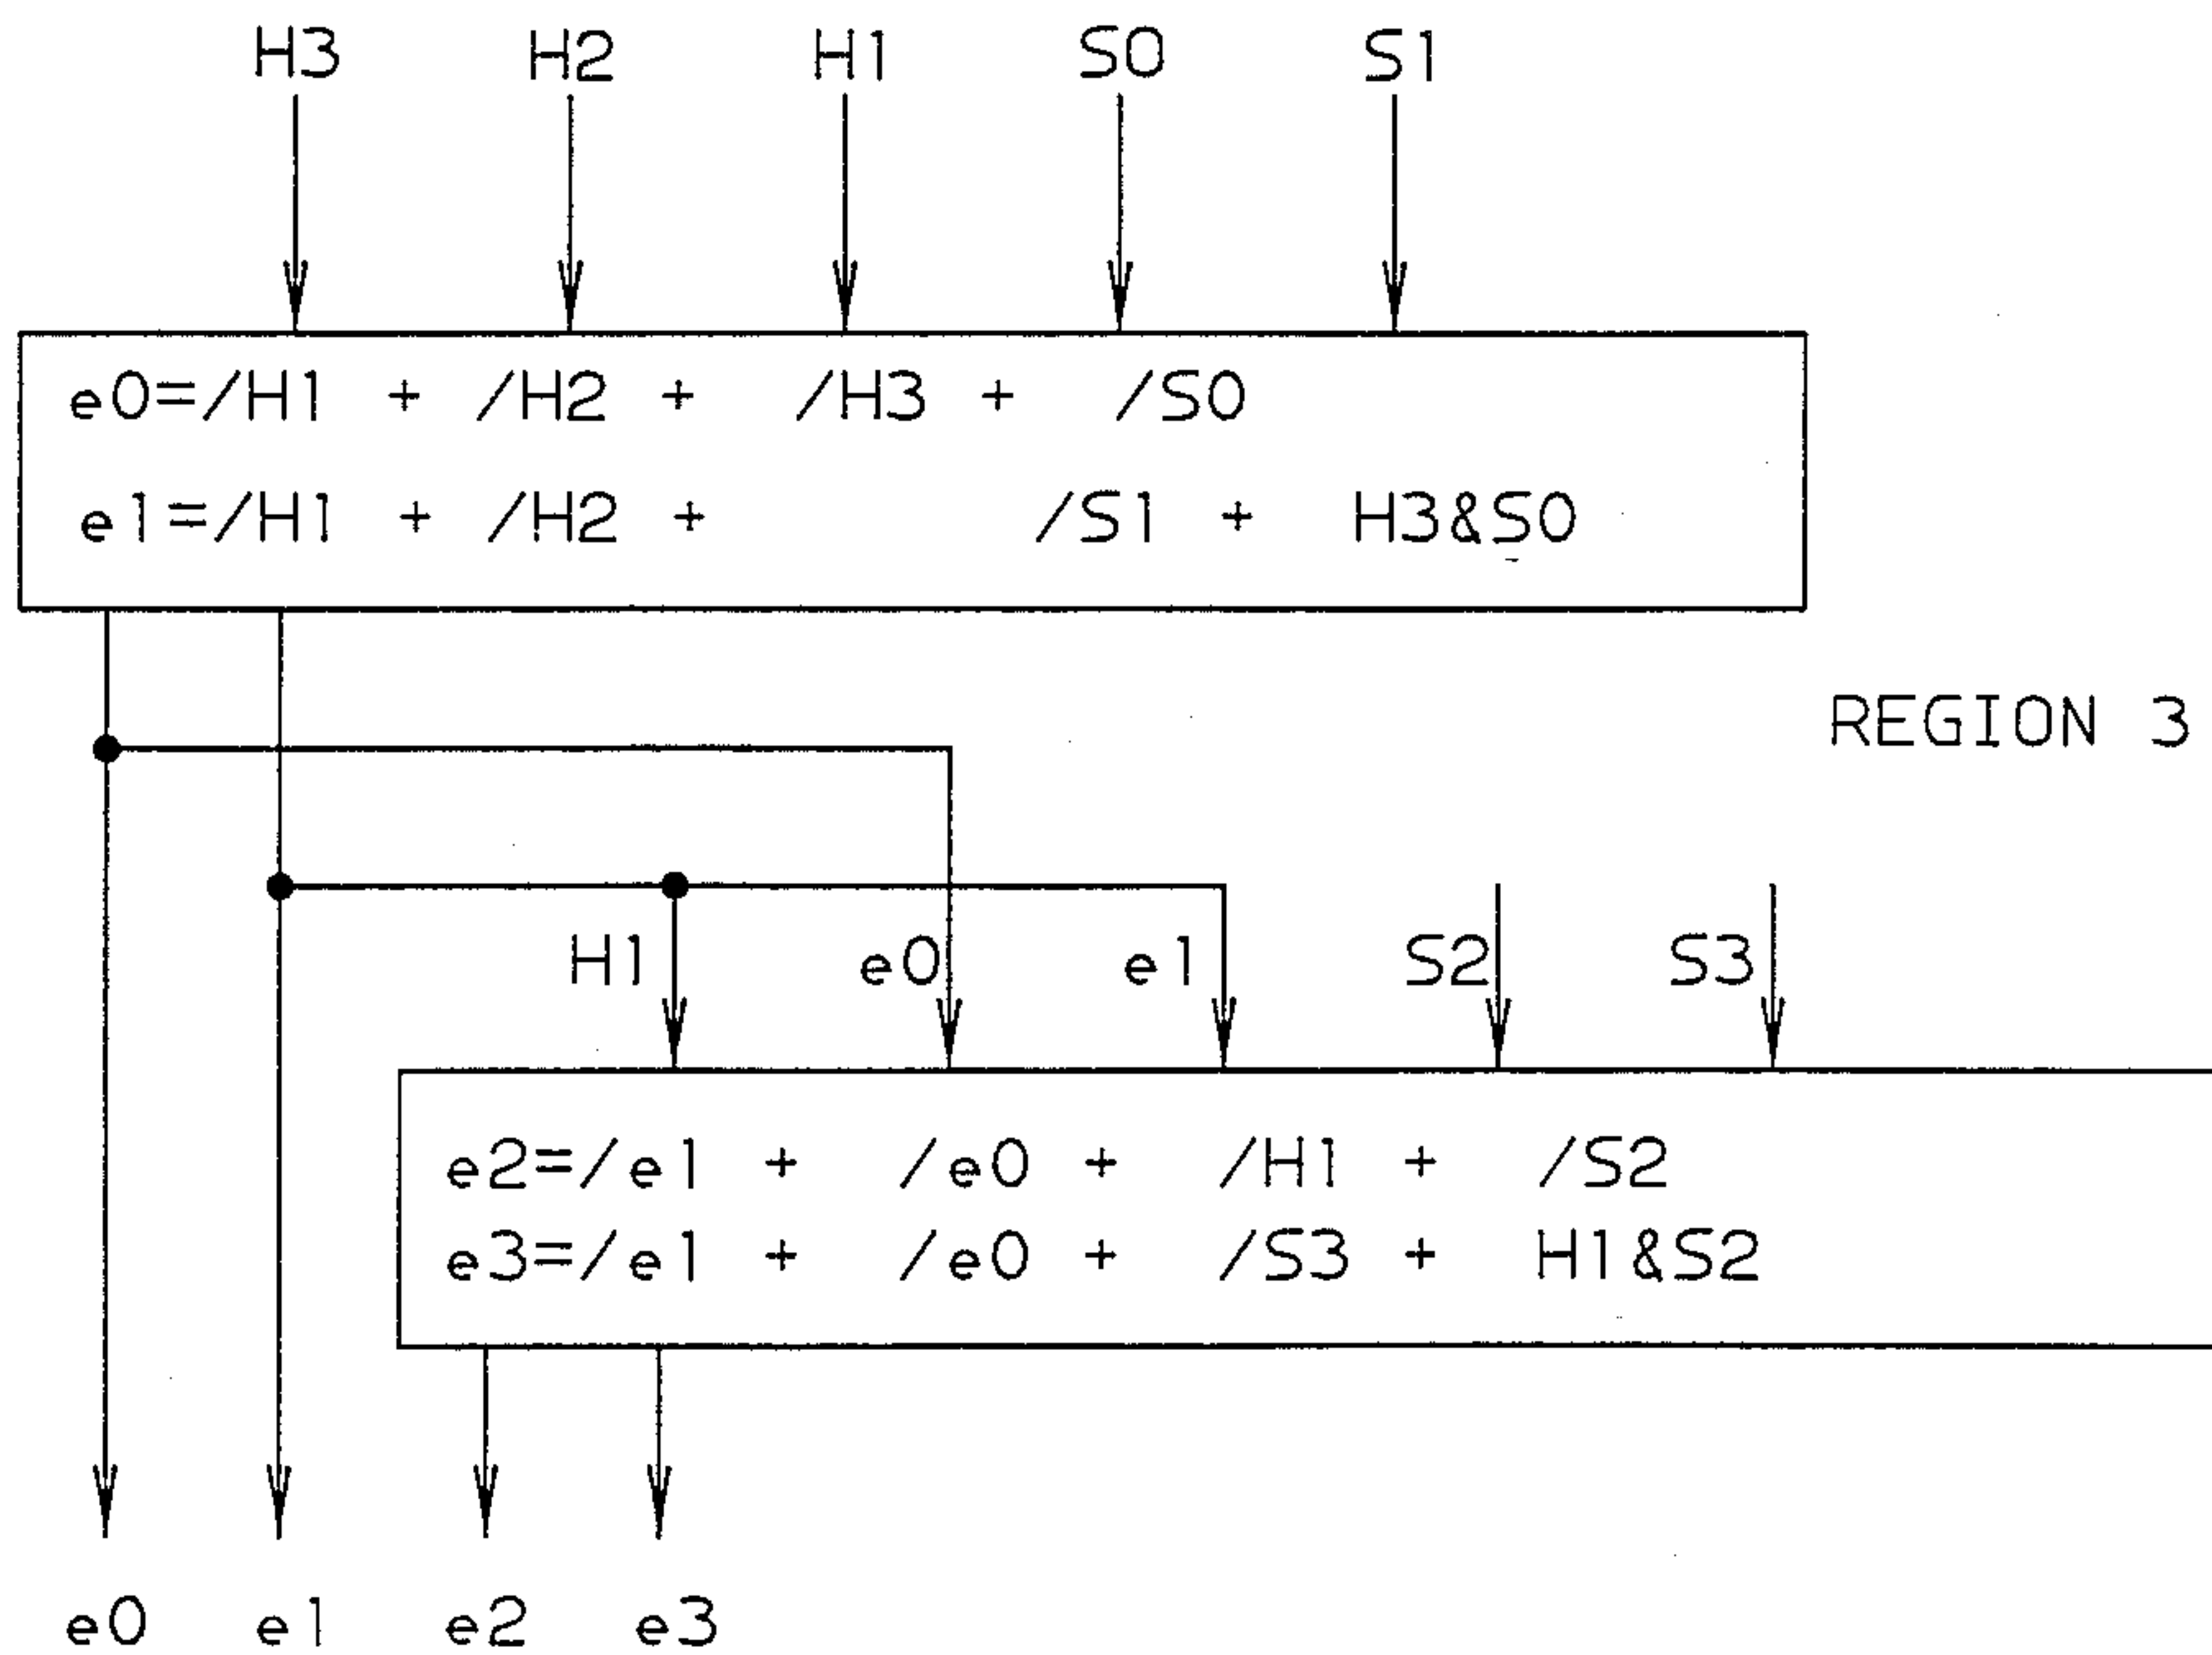 H3 H2 H1 S0 S1
e0=/H1 + /H2 + /H3 + /S0
e1=/H1 + /H2 + /S1 + H3&S0
REGION 3
H1 e0 e1 S2 S3
e2=/e1 + /e0 + /H1 + /S2
e3=/e1 + /e0 + /S3 + H1&S2
e0 e1 e2 e3